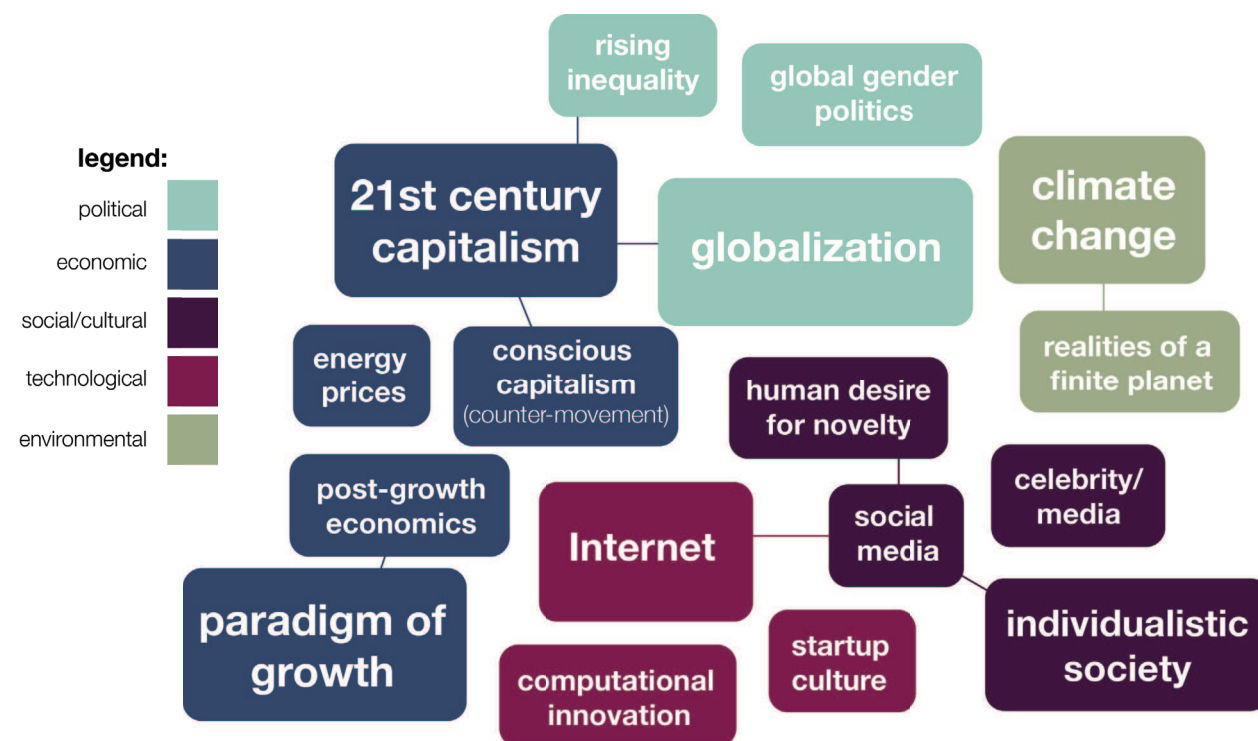 legend:
political
economic
social/cultural
technological
environmental
rising
inequality
global gender
politics
21st century
capitalism
globalization
climate
change
energy
prices
conscious
capitalism
(counter-movement)
human desire
for novelty
realities of a
finite planet
post-growth
economics
Internet
social
media
celebrity/
media
paradigm of
growth
computational
innovation
startup
culture
individualistic
society